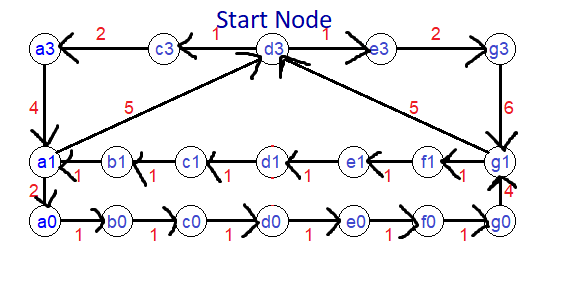 Start Node
2 1 1 2
a3 c3 d3 e3 g3
4 5 5 6
a1 b1 c1 d1 e1 f1 g1
1 1 1 1 1 1
2 4
a0 b0 c0 d0 e0 f0 g0
1 1 1 1 1 1